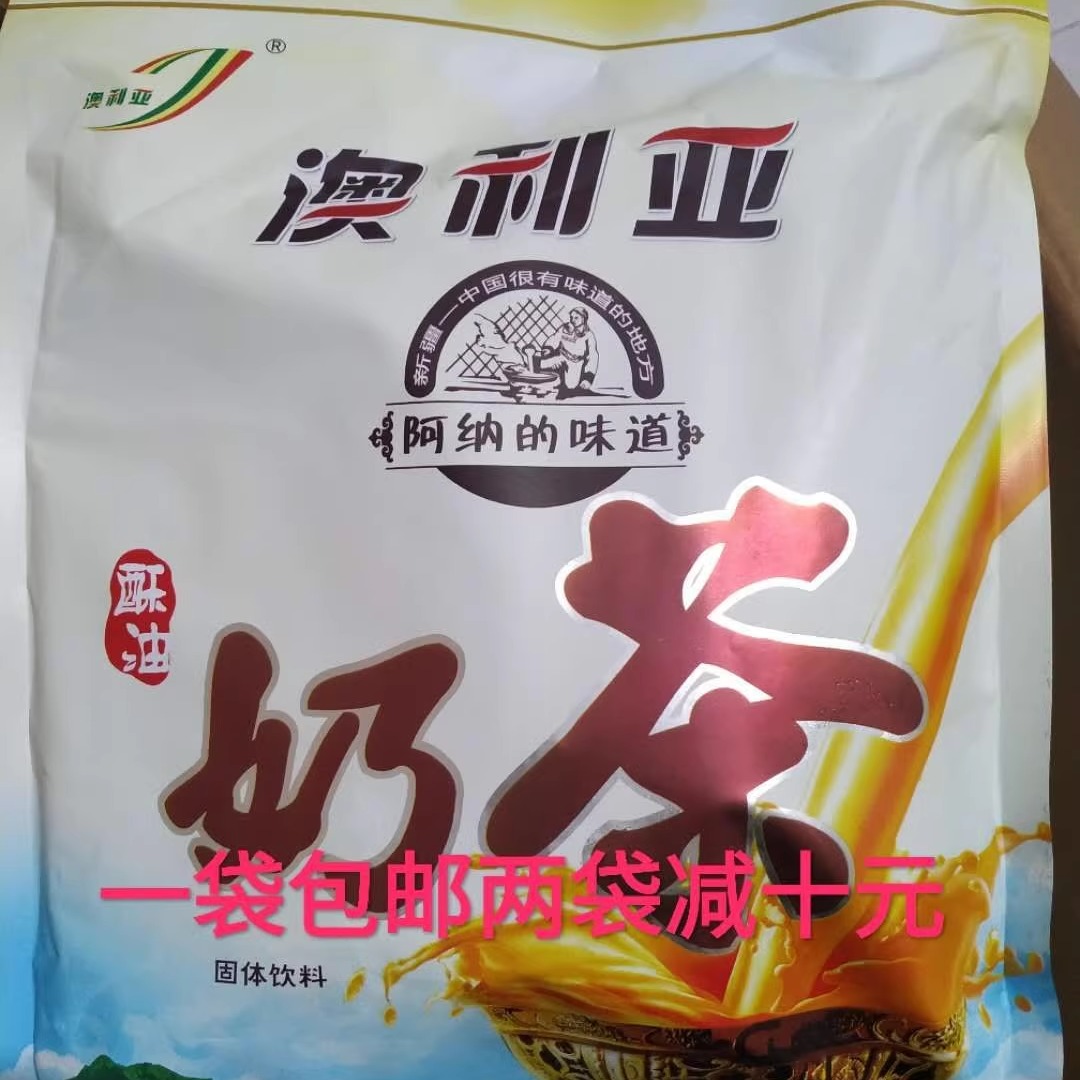 澳利亚
®
澳利亚
新疆一中国很有味道的地方
阿纳的味道
酥油
奶茶
一袋包邮两袋减十元
固体饮料